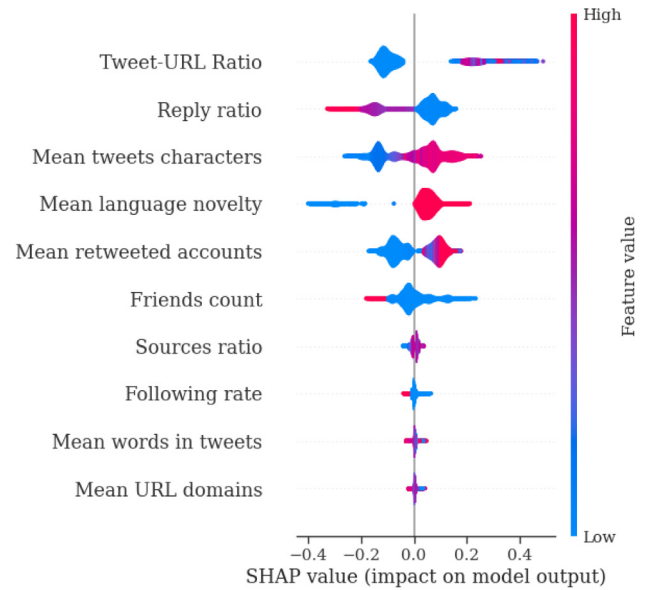 High
Tweet-URL Ratio
Reply ratio
Mean tweets characters
Mean language novelty
Mean retweeted accounts
Friends count
Sources ratio
Following rate
Mean words in tweets
Mean URL domains
Feature value
Low
−0.4 −0.2 0.0 0.2 0.4
SHAP value (impact on model output)